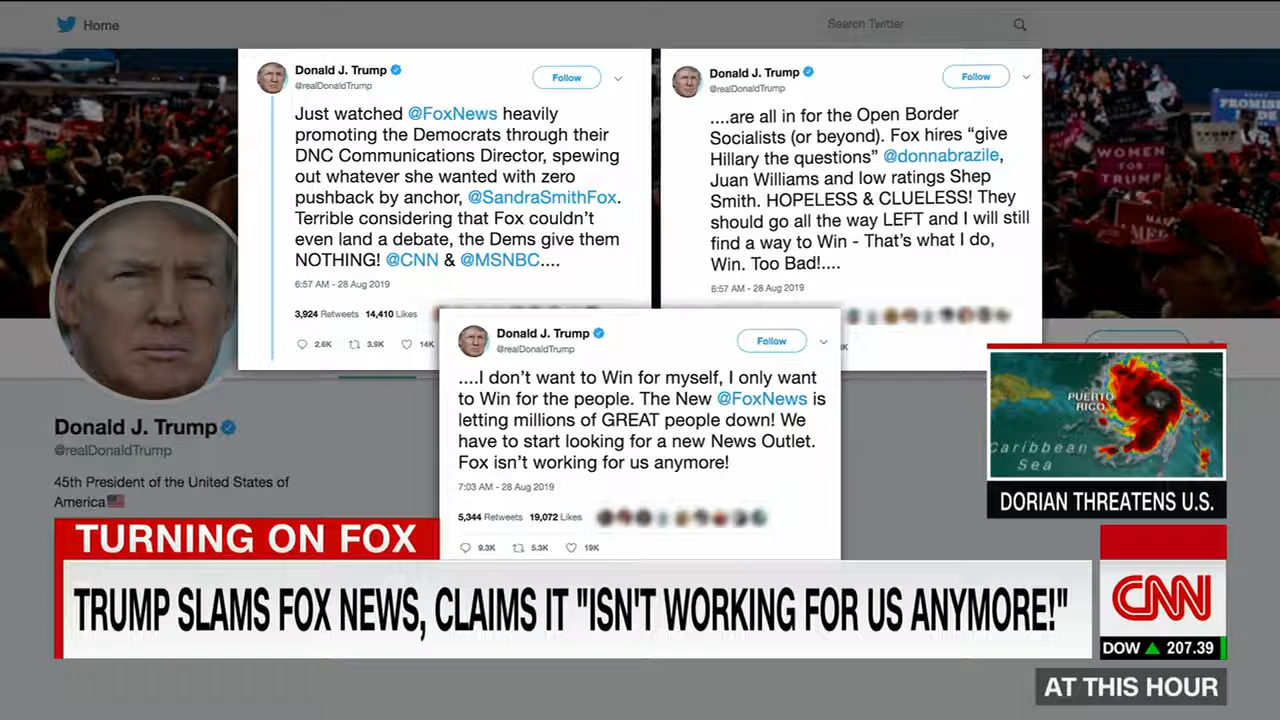 Home
Search Twitter
Donald J. Trump
@realDonaldTrump
Follow
Just watched @FoxNews heavily
promoting the Democrats through their
DNC Communications Director, spewing
out whatever she wanted with zero
pushback by anchor, @SandraSmithFox.
Terrible considering that Fox couldn't
even land a debate, the Dems give them
NOTHING! @CNN & @MSNBC....
6:57 AM - 28 Aug 2019
3,924 Retweets 14,410 Likes
2.6K 3.9K 14K
Donald J. Trump
@realDonaldTrump
Follow
....are all in for the Open Border
Socialists (or beyond). Fox hires “give
Hillary the questions” @donnabrazile,
Juan Williams and low ratings Shep
Smith. HOPELESS & CLUELESS! They
should go all the way LEFT and I will still
find a way to Win - That's what I do,
Win. Too Bad!....
6:57 AM - 28 Aug 2019
Donald J. Trump
@realDonaldTrump
Follow
....I don't want to Win for myself, I only want
to Win for the people. The New @FoxNews is
letting millions of GREAT people down! We
have to start looking for a new News Outlet.
Fox isn't working for us anymore!
7:03 AM - 28 Aug 2019
5,344 Retweets 19,072 Likes
9.3K 5.3K 19K
WOMEN
FOR
TRUMP
Donald J. Trump
@realDonaldTrump
45th President of the United States of
America
PUERTO
RICO
Caribbean
Sea
DORIAN THREATENS U.S.
TURNING ON FOX
TRUMP SLAMS FOX NEWS, CLAIMS IT "ISN'T WORKING FOR US ANYMORE!"
CNN
DOW 207.39
AT THIS HOUR